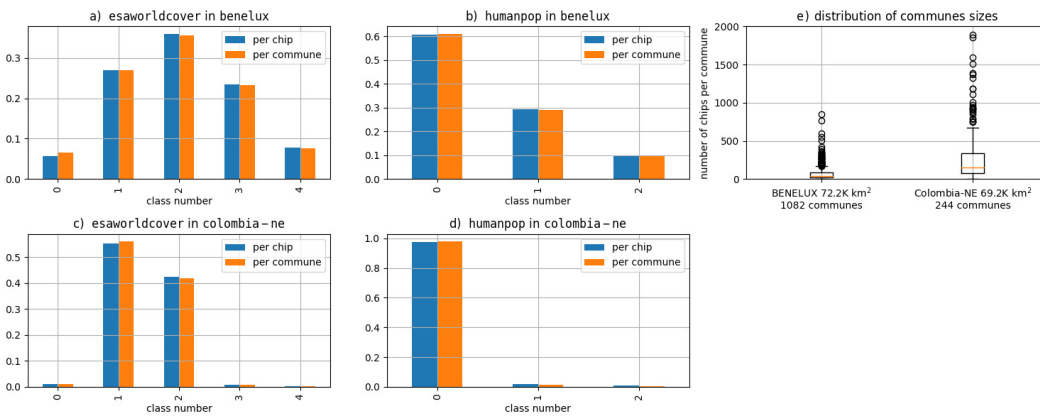 a) esaworldcover in benelux
0.3
0.2
0.1
0.0
per chip
per commune
0
1
2
3
4
class number
b) humanpop in benelux
0.6
0.5
0.4
0.3
0.2
0.1
0.0
per chip
per commune
0
1
2
class number
e) distribution of communes sizes
number of chips per commune
2000
1500
1000
500
0
BENELUX 72.2K km²
1082 communes
Colombia-NE 69.2K km²
244 communes
c) esaworldcover in colombia−ne
0.5
0.4
0.3
0.2
0.1
0.0
per chip
per commune
0
1
2
3
4
class number
d) humanpop in colombia−ne
1.0
0.8
0.6
0.4
0.2
0.0
per chip
per commune
0
1
2
class number